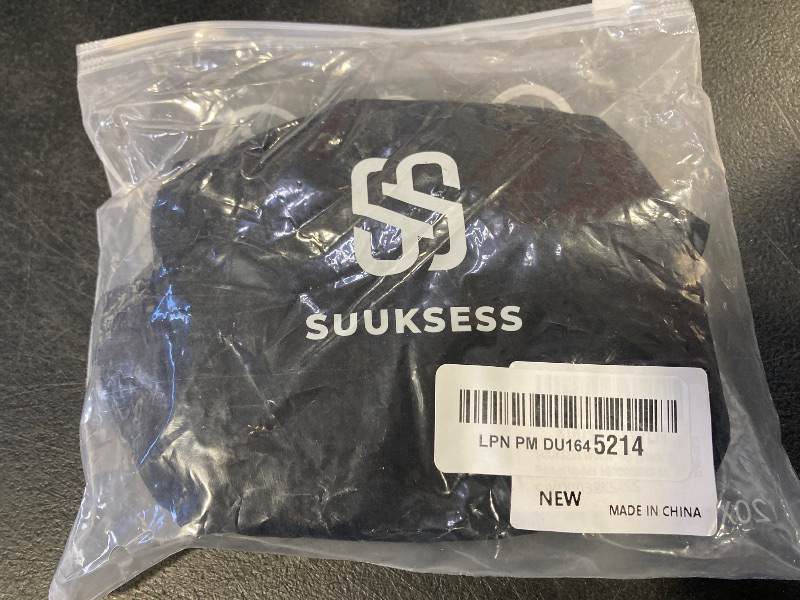 SUUKSESS
LPN PM DU1645214
NEW
MADE IN CHINA